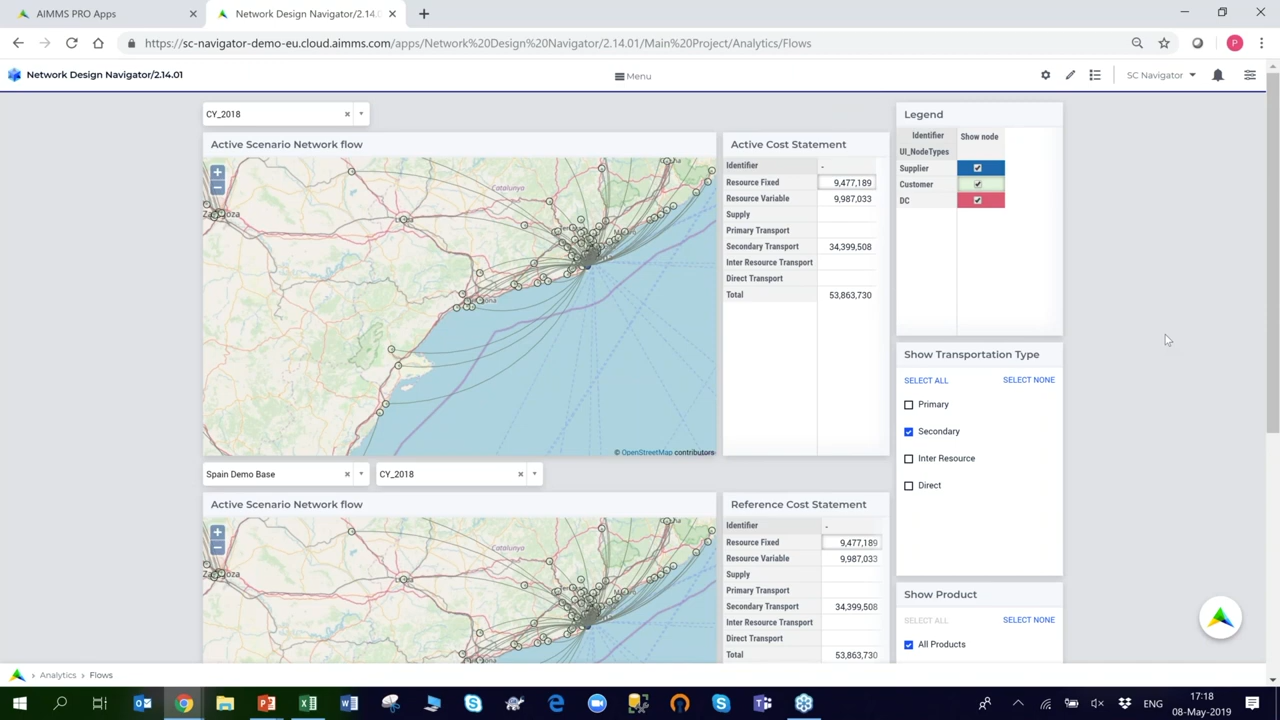 AIMMS PRO Apps
Network Design Navigator/2.14.0
https://sc-navigator-demo-eu.cloud.aimms.com/apps/Network%20Design%20Navigator/2.14.01/Main%20Project/Analytics/Flows
P
Network Design Navigator/2.14.01
Menu
SC Navigator
CY_2018
Active Scenario Network flow
Catalunya
© OpenStreetMap contributors
Active Cost Statement
Identifier -
Resource Fixed 9,477,189
Resource Variable 9,987,033
Supply
Primary Transport
Secondary Transport 34,399,508
Inter Resource Transport
Direct Transport
Total 53,863,730
Legend
Identifier Show node
UI_NodeTypes
Supplier
Customer
DC
Show Transportation Type
SELECT ALL SELECT NONE
Primary
Secondary
Inter Resource
Direct
Spain Demo Base CY_2018
Active Scenario Network flow
Catalunya
Reference Cost Statement
Identifier -
Resource Fixed 9,477,189
Resource Variable 9,987,033
Supply
Primary Transport
Secondary Transport 34,399,508
Inter Resource Transport
Direct Transport
Total 53,863,730
Show Product
SELECT ALL SELECT NONE
All Products
Analytics Flows
ENG
17:18
08-May-2019